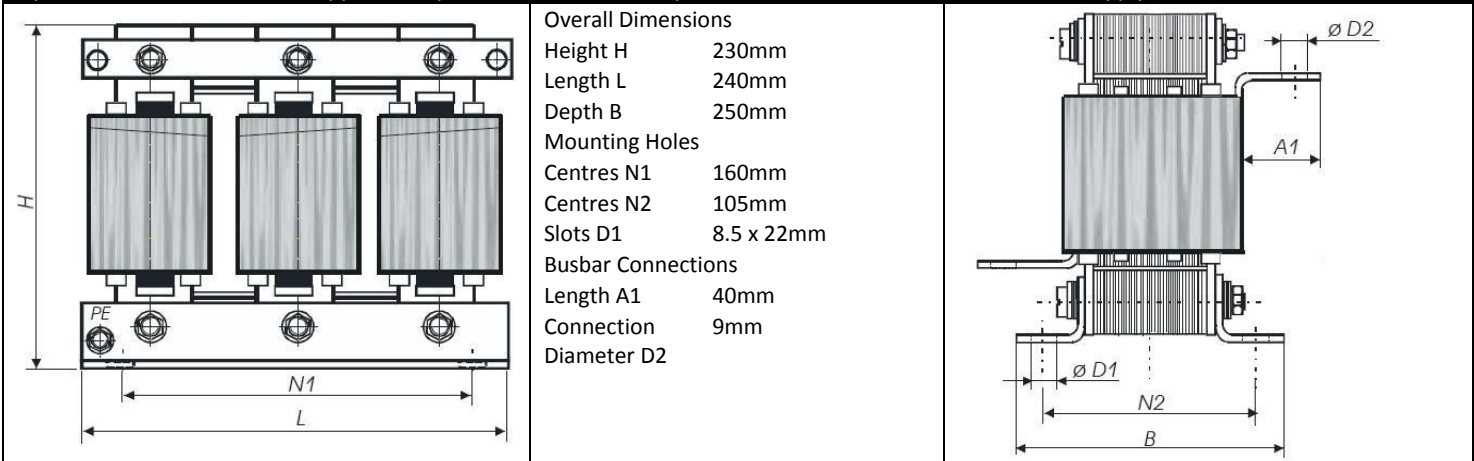 H
PE
N1
L
Overall Dimensions
Height H 230mm
Length L 240mm
Depth B 250mm
Mounting Holes
Centres N1 160mm
Centres N2 105mm
Slots D1 8.5 x 22mm
Busbar Connections
Length A1 40mm
Connection 9mm
Diameter D2
ø D2
A1
ø D1
N2
B